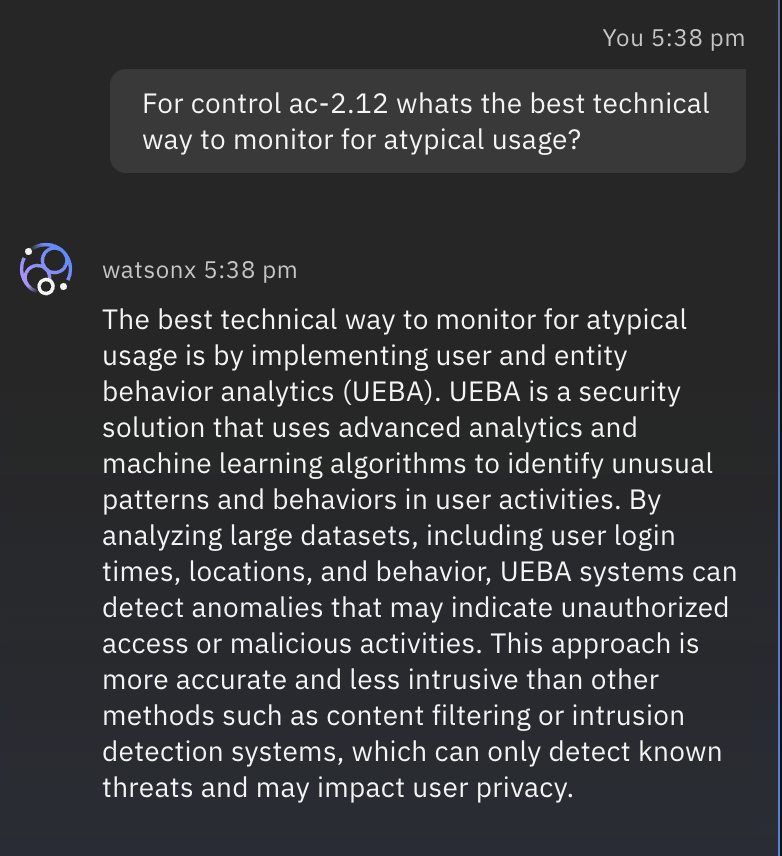 You 5:38 pm
For control ac-2.12 whats the best technical
way to monitor for atypical usage?
watsonx 5:38 pm
The best technical way to monitor for atypical
usage is by implementing user and entity
behavior analytics (UEBA). UEBA is a security
solution that uses advanced analytics and
machine learning algorithms to identify unusual
patterns and behaviors in user activities. By
analyzing large datasets, including user login
times, locations, and behavior, UEBA systems can
detect anomalies that may indicate unauthorized
access or malicious activities. This approach is
more accurate and less intrusive than other
methods such as content filtering or intrusion
detection systems, which can only detect known
threats and may impact user privacy.